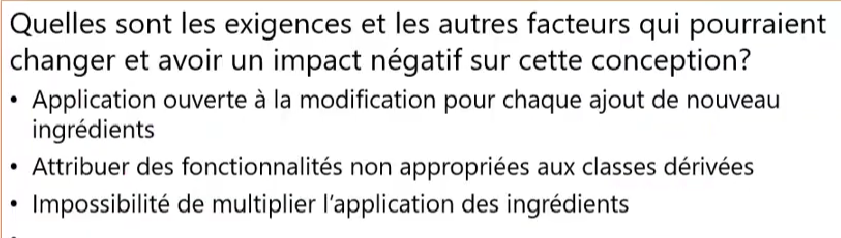 Quelles sont les exigences et les autres facteurs qui pourraient
changer et avoir un impact négatif sur cette conception?
• Application ouverte à la modification pour chaque ajout de nouveau
ingrédients
• Attribuer des fonctionnalités non appropriées aux classes dérivées
• Impossibilité de multiplier l'application des ingrédients